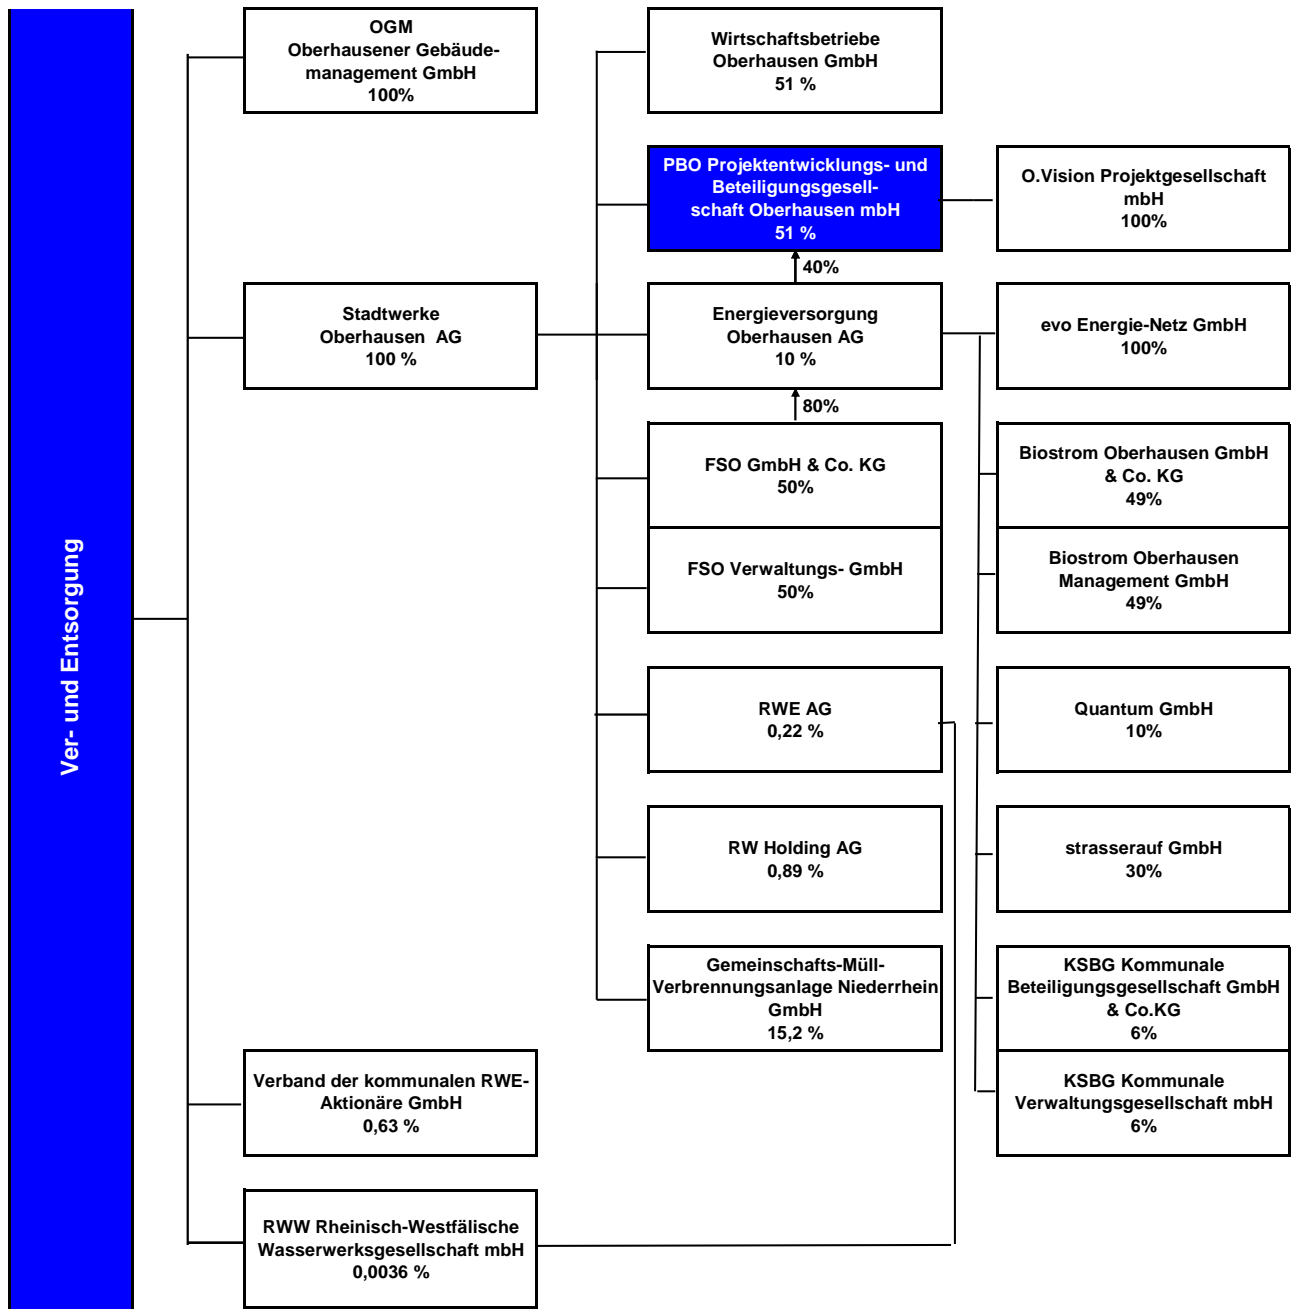 Ver- und Entsorgung
OGM
Oberhausener Gebäude-
management GmbH
100%
Stadtwerke
Oberhausen AG
100 %
Verband der kommunalen RWE-
Aktionäre GmbH
0,63 %
RWW Rheinisch-Westfälische
Wasserwerksgesellschaft mbH
0,0036 %
Wirtschaftsbetriebe
Oberhausen GmbH
51 %
PBO Projektentwicklungs- und
Beteiligungsgesell-
schaft Oberhausen mbH
51 %
40%
Energieversorgung
Oberhausen AG
10 %
80%
FSO GmbH & Co. KG
50%
FSO Verwaltungs- GmbH
50%
RWE AG
0,22 %
RW Holding AG
0,89 %
Gemeinschafts-Müll-
Verbrennungsanlage Niederrhein
GmbH
15,2 %
O.Vision Projektgesellschaft
mbH
100%
evo Energie-Netz GmbH
100%
Biostrom Oberhausen GmbH
& Co. KG
49%
Biostrom Oberhausen
Management GmbH
49%
Quantum GmbH
10%
strasserauf GmbH
30%
KSBG Kommunale
Beteiligungsgesellschaft GmbH
& Co.KG
6%
KSBG Kommunale
Verwaltungsgesellschaft mbH
6%